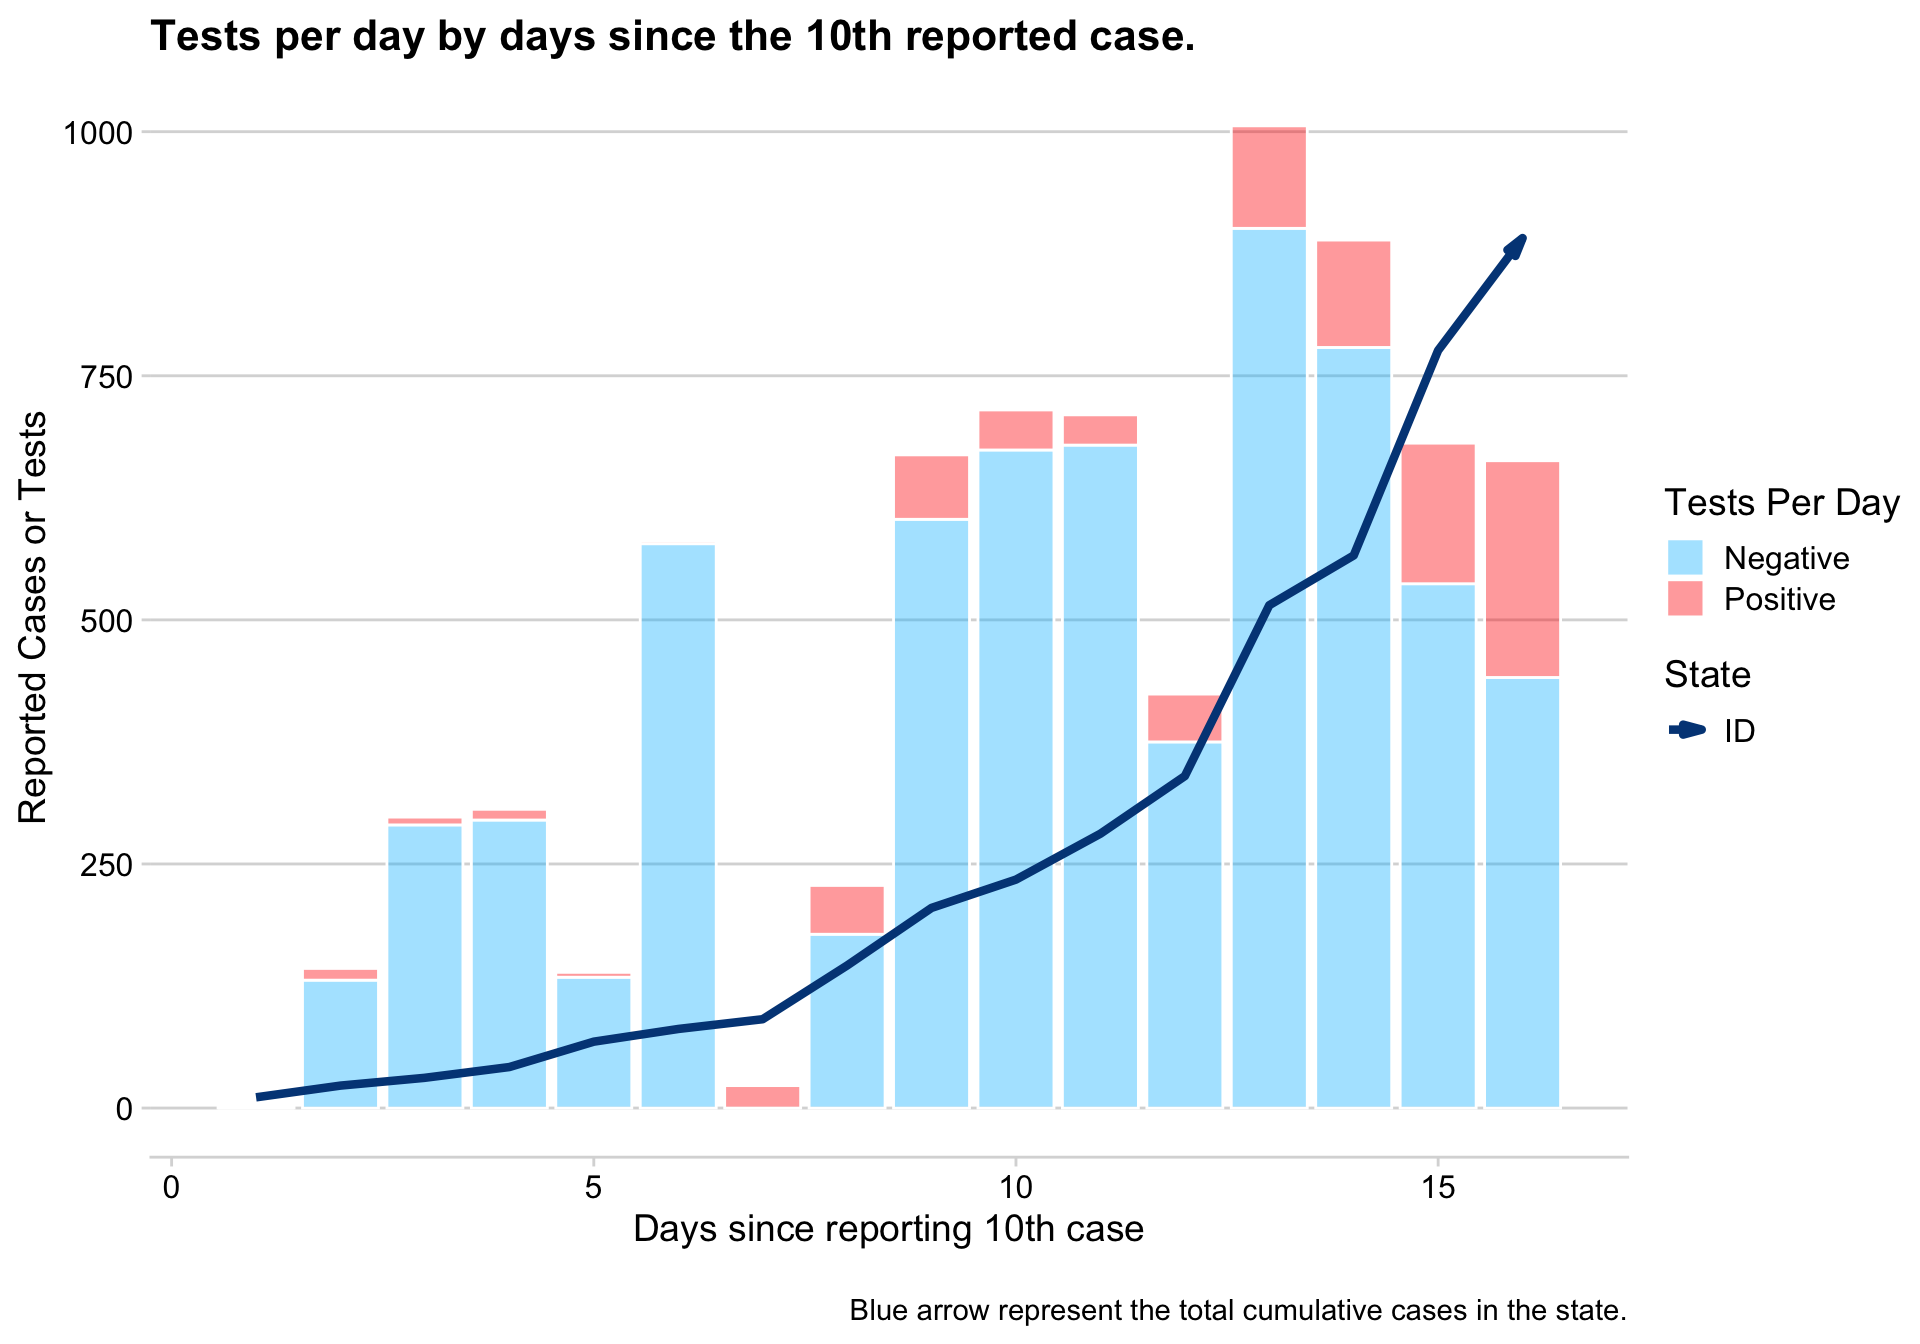 Tests per day by days since the 10th reported case.
1000
750
500
250
0
Reported Cases or Tests
0 5 10 15
Days since reporting 10th case
Tests Per Day
Negative
Positive
State
ID
Blue arrow represent the total cumulative cases in the state.